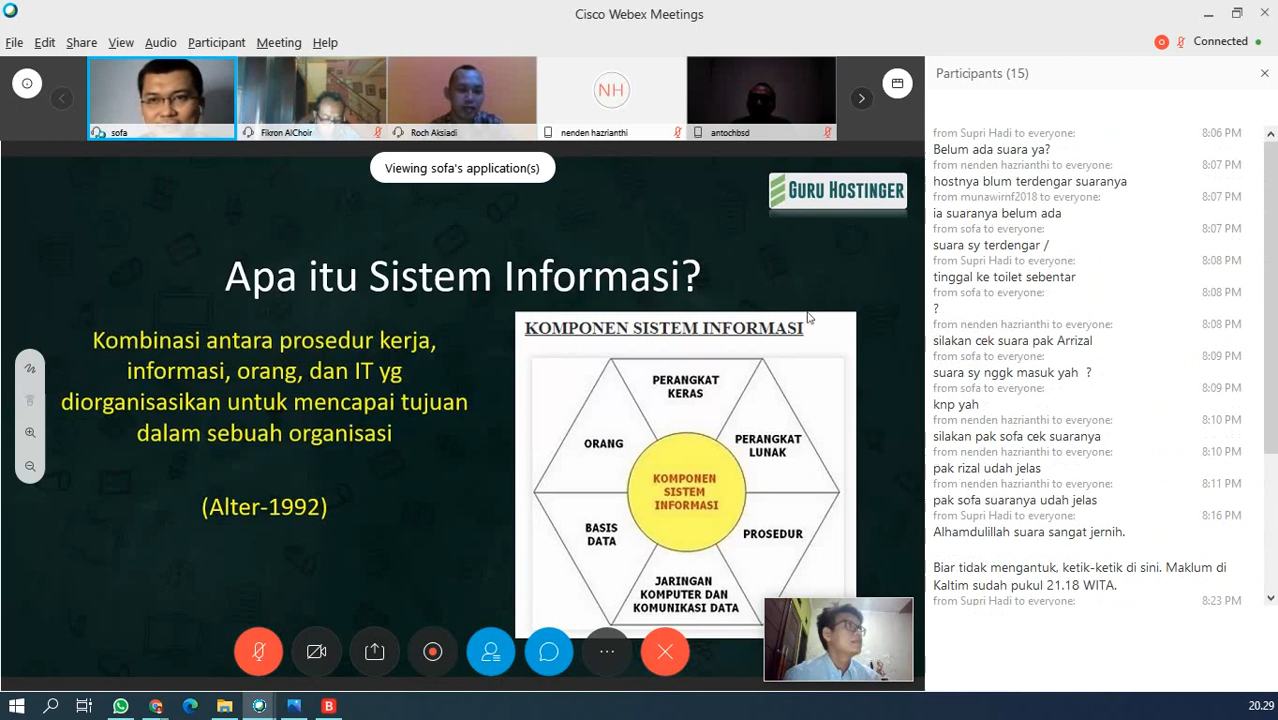 Cisco Webex Meetings
File Edit Share View Audio Participant Meeting Help
Connected
sofa
Fikron AlChoir
Roch Aksiadi
NH
nenden hazrianthi
antochbsd
Viewing sofa's application(s)
GURU HOSTINGER
Apa itu Sistem Informasi?
Kombinasi antara prosedur kerja,
informasi, orang, dan IT yg
diorganisasikan untuk mencapai tujuan
dalam sebuah organisasi
(Alter-1992)
KOMPONEN SISTEM INFORMASI
PERANGKAT
KERAS
ORANG
PERANGKAT
LUNAK
KOMPONEN
SISTEM
INFORMASI
BASIS
DATA
PROSEDUR
JARINGAN
KOMPUTER DAN
KOMUNIKASI DATA
Participants (15)
from Supri Hadi to everyone: 8:06 PM
Belum ada suara ya?
from nenden hazrianthi to everyone: 8:07 PM
hostnya blum terdengar suaranya
from munawirnf2018 to everyone: 8:07 PM
ia suaranya belum ada
from sofa to everyone: 8:07 PM
suara sy terdengar /
from Supri Hadi to everyone: 8:08 PM
tinggal ke toilet sebentar
from sofa to everyone: 8:08 PM
?
from nenden hazrianthi to everyone: 8:08 PM
silakan cek suara pak Arrizal
from sofa to everyone: 8:09 PM
suara sy nggk masuk yah ?
from sofa to everyone: 8:09 PM
knp yah
from nenden hazrianthi to everyone: 8:10 PM
silakan pak sofa cek suaranya
from nenden hazrianthi to everyone: 8:10 PM
pak rizal udah jelas
from nenden hazrianthi to everyone: 8:11 PM
pak sofa suaranya udah jelas
from Supri Hadi to everyone: 8:16 PM
Alhamdulillah suara sangat jernih.
Biar tidak mengantuk, ketik-ketik di sini. Maklum di
Kaltim sudah pukul 21.18 WITA.
from Supri Hadi to everyone: 8:23 PM
20.29